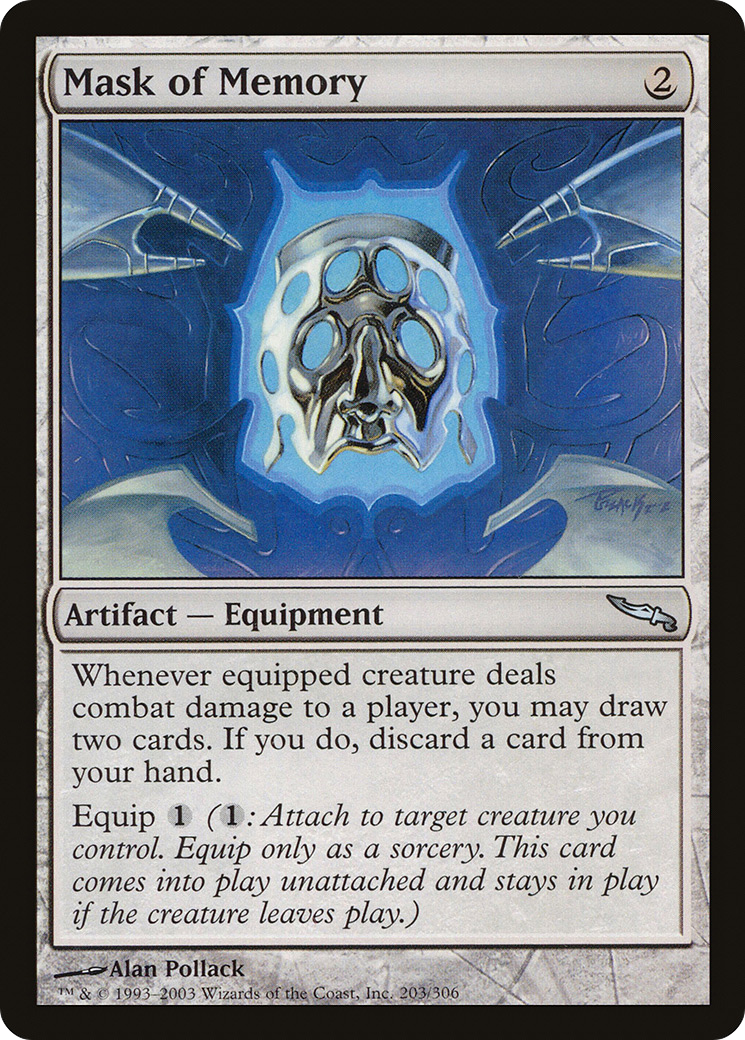 Mask of Memory
2
Artifact — Equipment
Whenever equipped creature deals
combat damage to a player, you may draw
two cards. If you do, discard a card from
your hand.
Equip 1 (1: Attach to target creature you
control. Equip only as a sorcery. This card
comes into play unattached and stays in play
if the creature leaves play.)
Alan Pollack
™ & © 1993–2003 Wizards of the Coast, Inc. 203/306